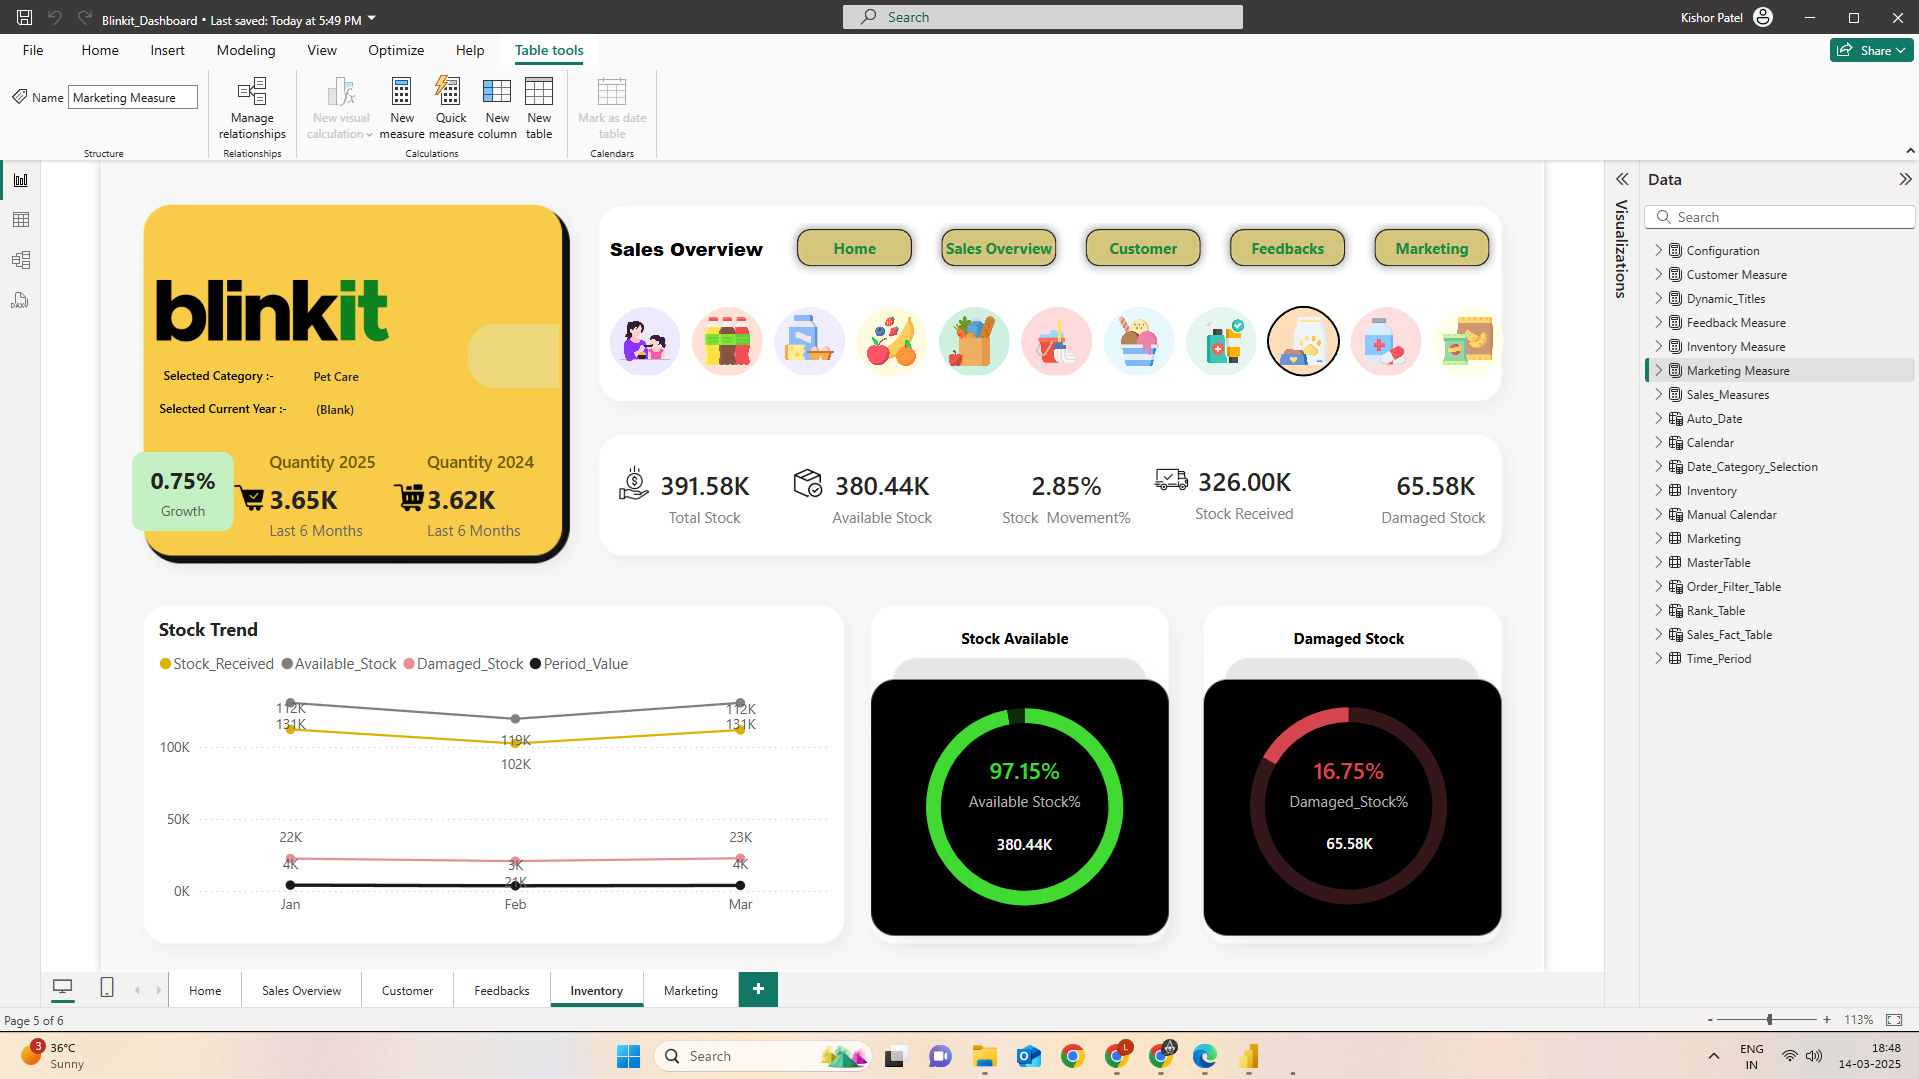 Blinkit_Dashboard • Last saved: Today at 5:49 PM
Search
Kishor Patel
File
Home
Insert
Modeling
View
Optimize
Help
Table tools
Share
Name
Marketing Measure
Manage
relationships
New visual
calculation
New
measure
Quick
measure
New
column
New
table
Mark as date
table
Structure
Relationships
Calculations
Calendars
blinkit
Selected Category :-
Pet Care
Selected Current Year :-
(Blank)
0.75%
Growth
Quantity 2025
3.65K
Last 6 Months
Quantity 2024
3.62K
Last 6 Months
Sales Overview
Home
Sales Overview
Customer
Feedbacks
Marketing
391.58K
Total Stock
380.44K
Available Stock
2.85%
Stock Movement%
326.00K
Stock Received
65.58K
Damaged Stock
Stock Trend
Stock_Received
Available_Stock
Damaged_Stock
Period_Value
112K
131K
119K
102K
112K
131K
100K
50K
0K
22K
4K
3K
21K
23K
4K
Jan
Feb
Mar
Stock Available
97.15%
Available Stock%
380.44K
Damaged Stock
16.75%
Damaged_Stock%
65.58K
Visualizations
Data
Search
Configuration
Customer Measure
Dynamic_Titles
Feedback Measure
Inventory Measure
Marketing Measure
Sales_Measures
Auto_Date
Calendar
Date_Category_Selection
Inventory
Manual Calendar
Marketing
MasterTable
Order_Filter_Table
Rank_Table
Sales_Fact_Table
Time_Period
Home
Sales Overview
Customer
Feedbacks
Inventory
Marketing
+
Page 5 of 6
- + 113%
3
36°C
Sunny
Search
L
ENG
IN
18:48
14-03-2025
DAX